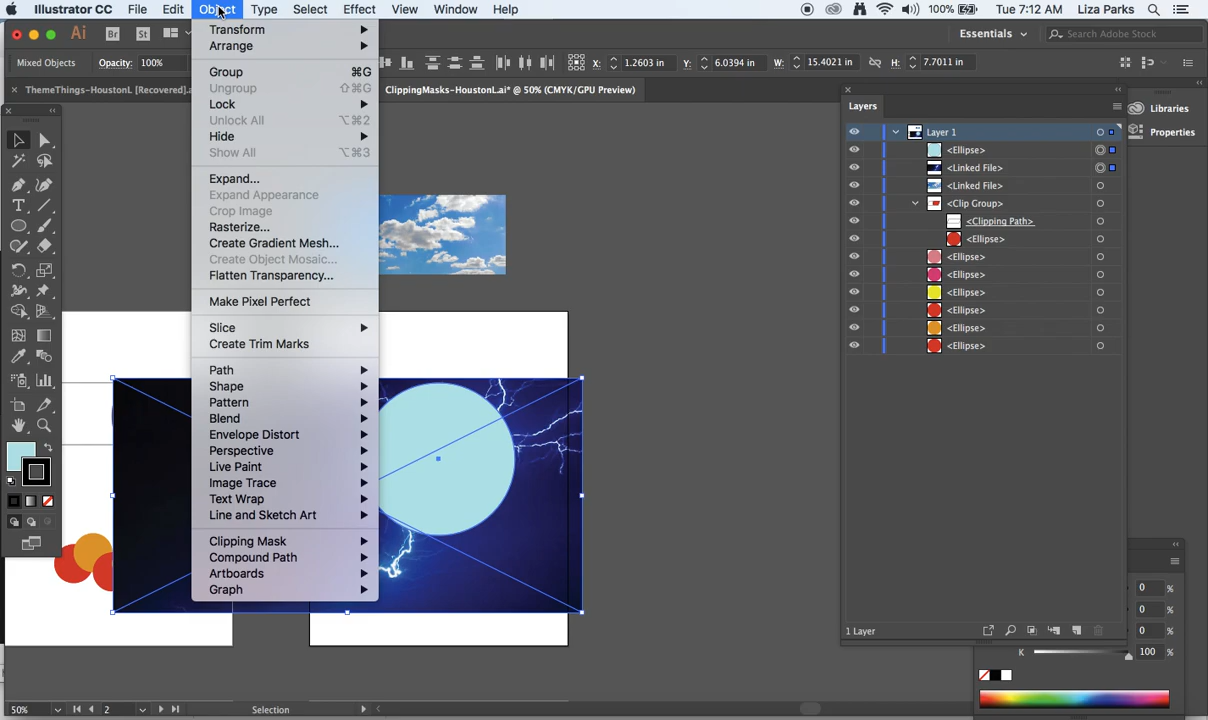 Illustrator CC File Edit Object Type Select Effect View Window Help 100% Tue 7:12 AM Liza Parks
Ai Br St Essentials Search Adobe Stock
Mixed Objects Opacity: 100% X: 1.2603 in Y: 6.0394 in W: 15.4021 in H: 7.7011 in
ThemeThings-HoustonL [Recovered].a ClippingMasks-HoustonL.ai* @ 50% (CMYK/GPU Preview)
Transform
Arrange
Group ⌘G
Ungroup ⇧⌘G
Lock
Unlock All ⌥⌘2
Hide
Show All ⌥⌘3
Expand...
Expand Appearance
Crop Image
Rasterize...
Create Gradient Mesh...
Create Object Mosaic...
Flatten Transparency...
Make Pixel Perfect
Slice
Create Trim Marks
Path
Shape
Pattern
Blend
Envelope Distort
Perspective
Live Paint
Image Trace
Text Wrap
Line and Sketch Art
Clipping Mask
Compound Path
Artboards
Graph
Layers
Layer 1
<Ellipse>
<Linked File>
<Linked File>
<Clip Group>
<Clipping Path>
<Ellipse>
<Ellipse>
<Ellipse>
<Ellipse>
<Ellipse>
<Ellipse>
<Ellipse>
1 Layer
Libraries
Properties
0 %
0 %
0 %
K 100 %
50% 2 Selection